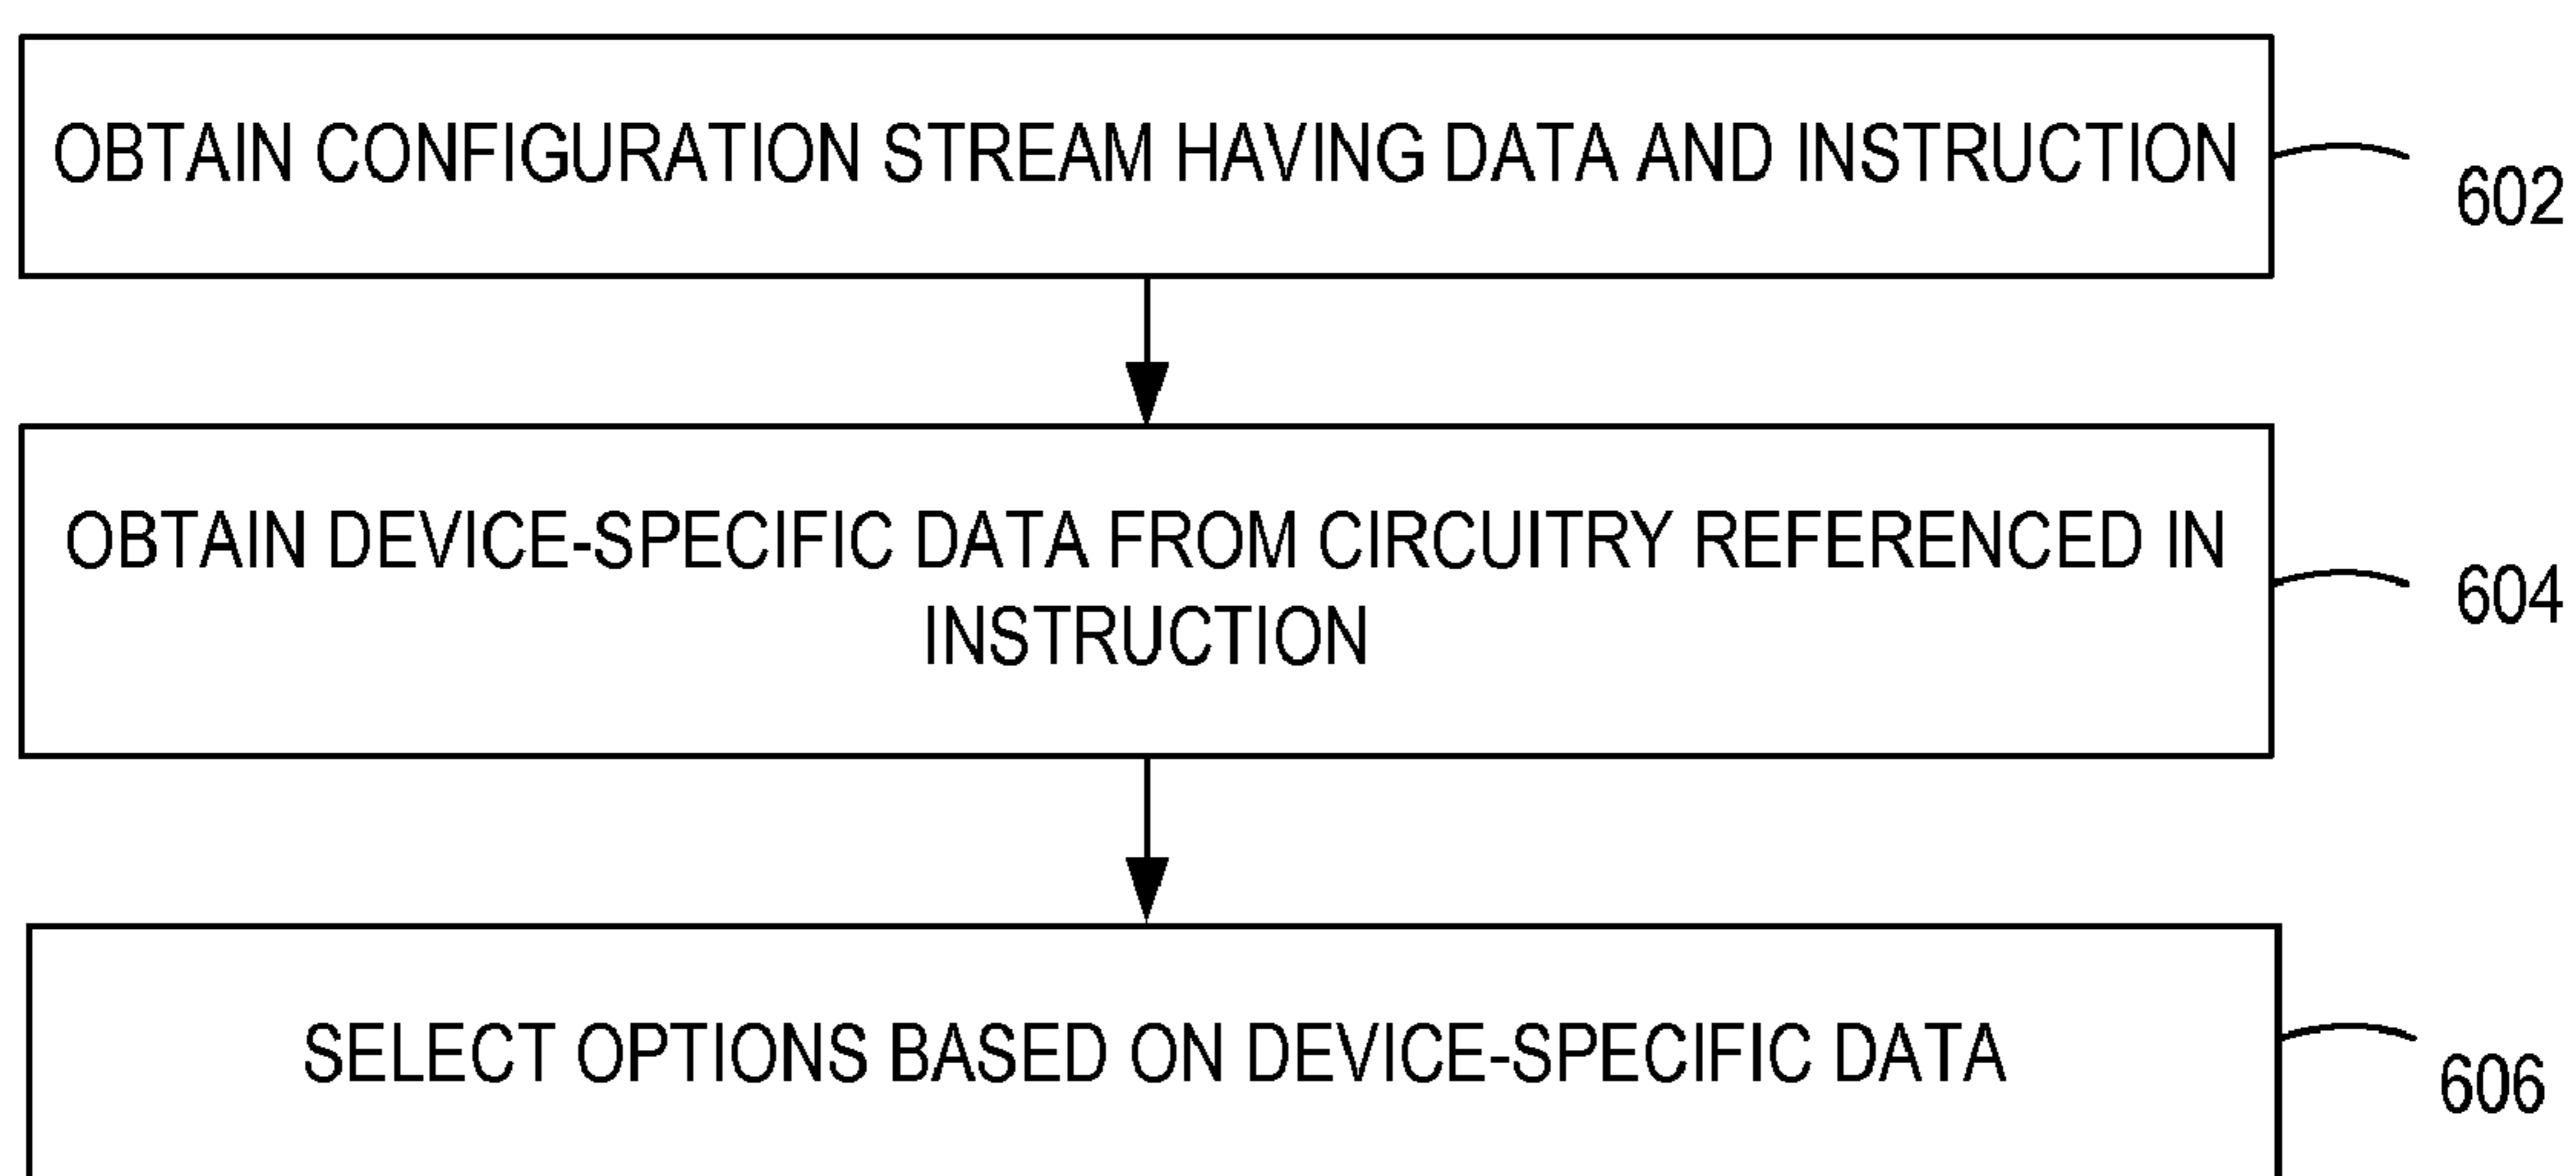 OBTAIN CONFIGURATION STREAM HAVING DATA AND INSTRUCTION
602
OBTAIN DEVICE-SPECIFIC DATA FROM CIRCUITRY REFERENCED IN
INSTRUCTION
604
SELECT OPTIONS BASED ON DEVICE-SPECIFIC DATA
606